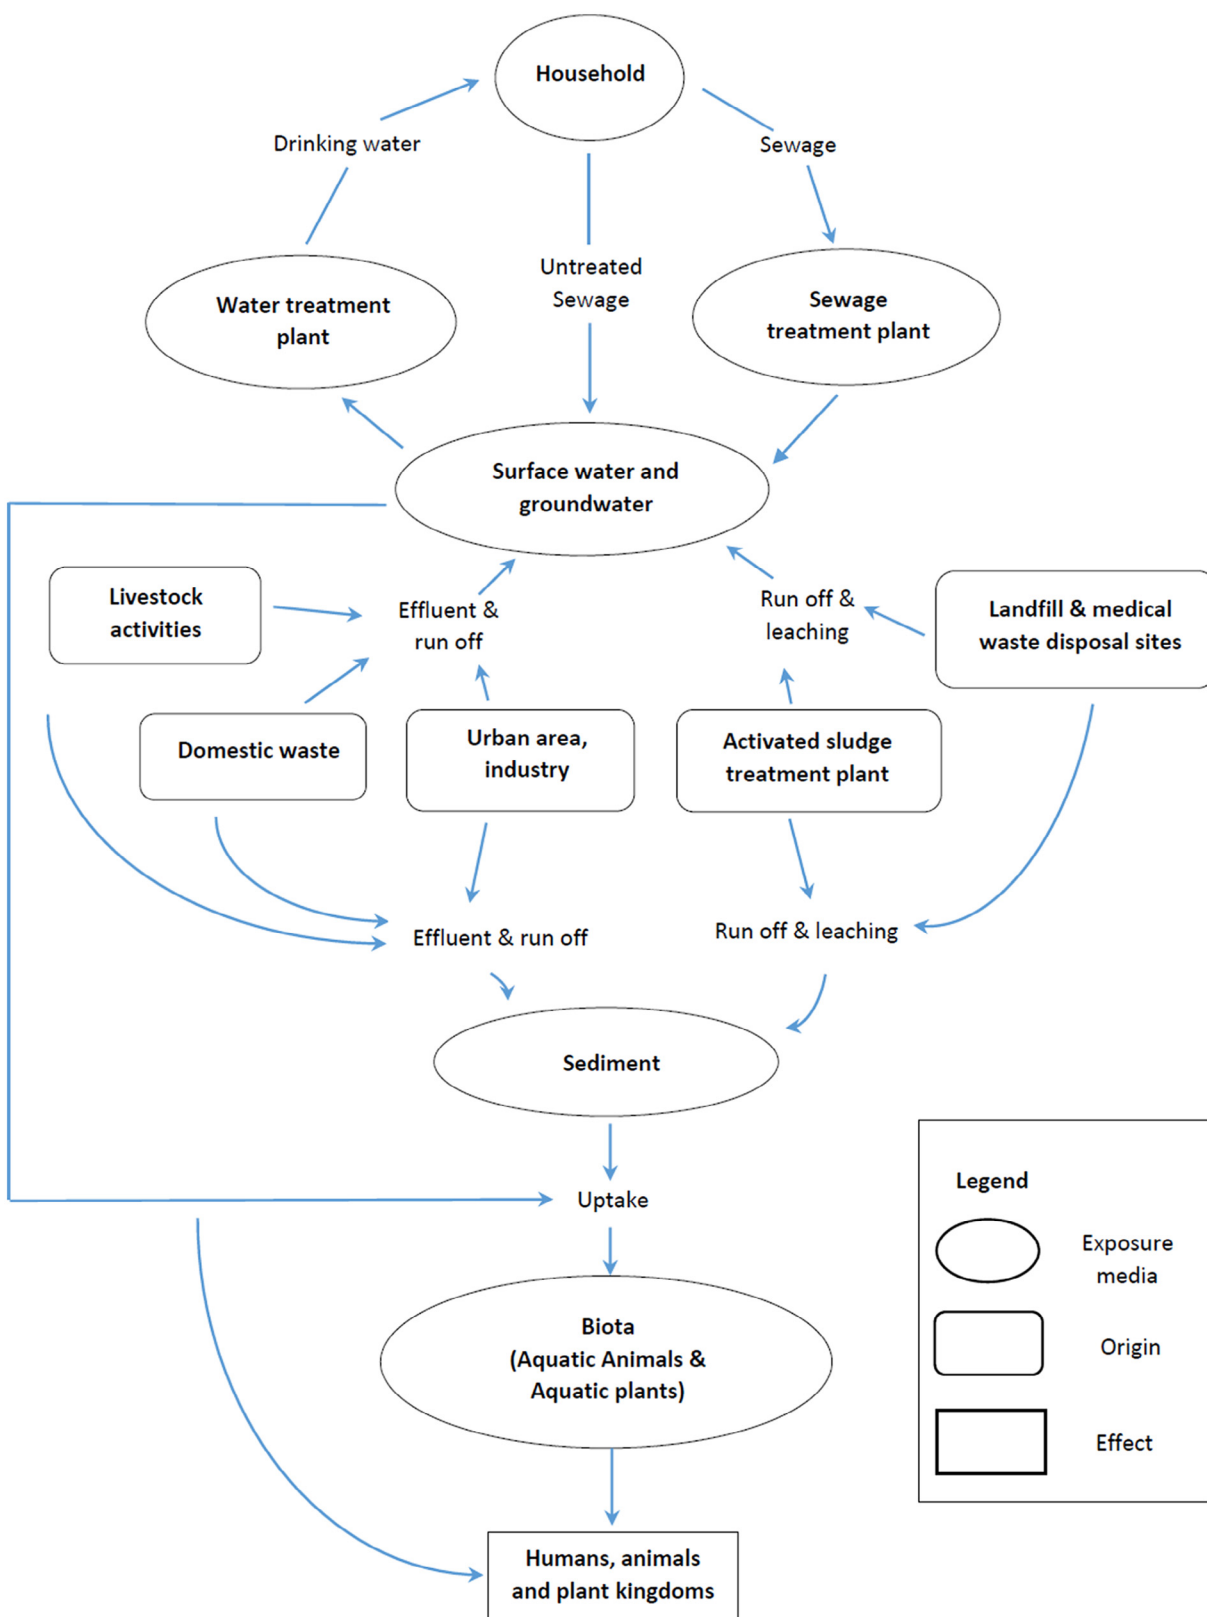 Household
Drinking water
Sewage
Untreated
Sewage
Water treatment
plant
Sewage
treatment plant
Surface water and
groundwater
Livestock
activities
Effluent &
run off
Run off &
leaching
Landfill & medical
waste disposal sites
Domestic waste
Urban area,
industry
Activated sludge
treatment plant
Effluent & run off
Run off & leaching
Sediment
Uptake
Biota
(Aquatic Animals &
Aquatic plants)
Humans, animals
and plant kingdoms
Legend
Exposure
media
Origin
Effect